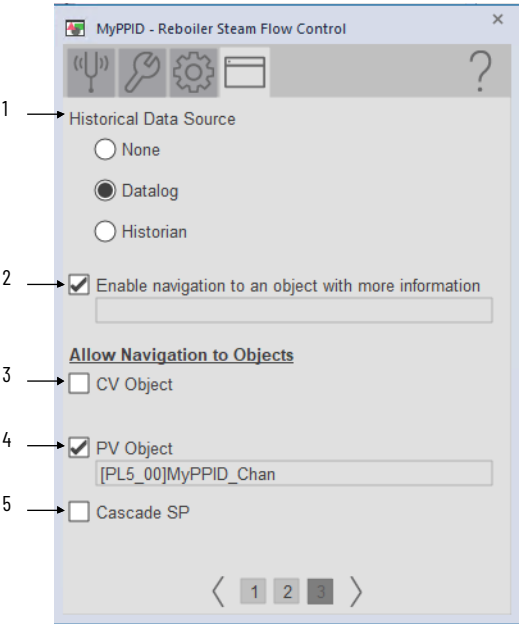 MyPPID - Reboiler Steam Flow Control
1
Historical Data Source
None
Datalog
Historian
2
Enable navigation to an object with more information
Allow Navigation to Objects
3
CV Object
4
PV Object
[PL5_00]MyPPID_Chan
5
Cascade SP
1 2 3